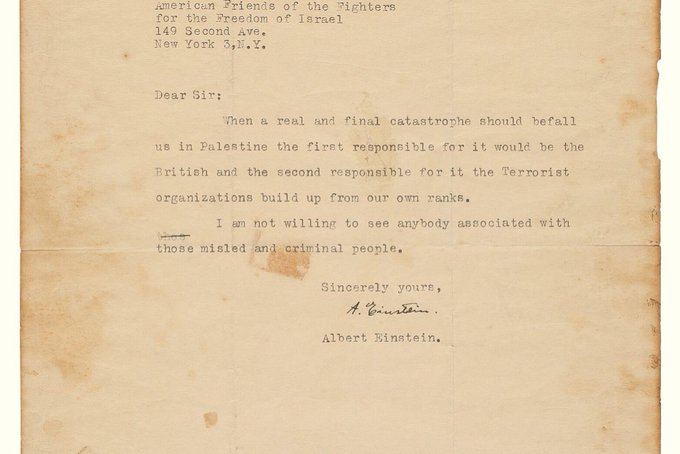 American Friends of the Fighters
for the Freedom of Israel
149 Second Ave.
New York 3,N.Y.
Dear Sir:
When a real and final catastrophe should befall
us in Palestine the first responsible for it would be the
British and the second responsible for it the Terrorist
organizations build up from our own ranks.
I am not willing to see anybody associated with
those misled and criminal people.
Sincerely yours,
A. Einstein.
Albert Einstein.